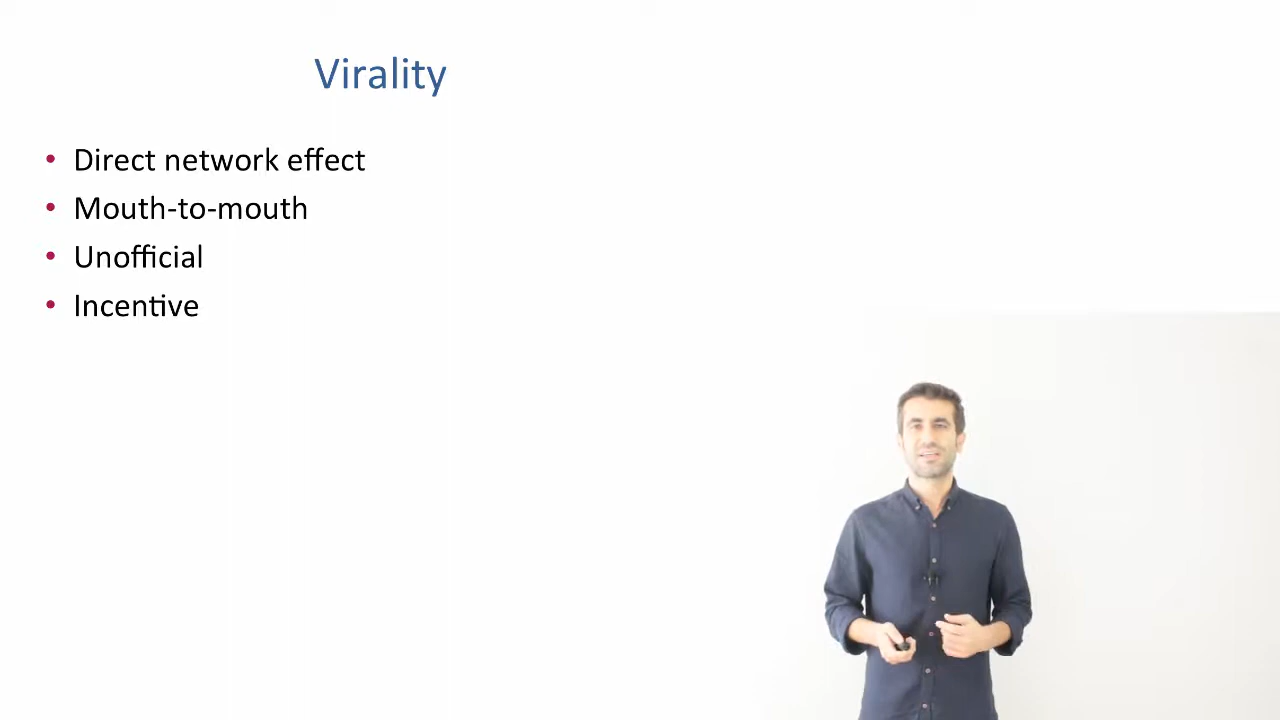 Virality
• Direct network effect
• Mouth-to-mouth
• Unofficial
• Incentive